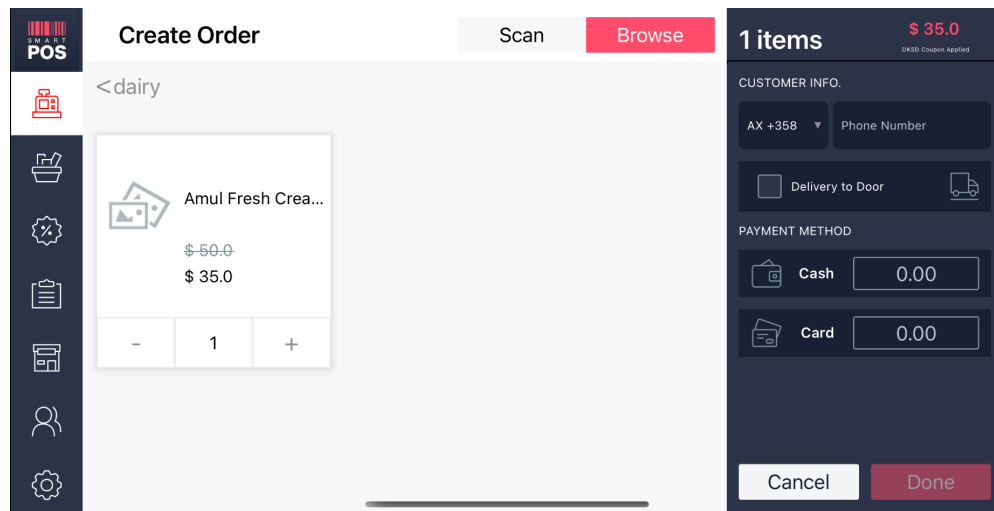 SMART
POS
Create Order
Scan
Browse
<dairy
Amul Fresh Crea...
$ 50.0
$ 35.0
-
1
+
1 items
$ 35.0
DKSD Coupon Applied
CUSTOMER INFO.
AX +358
Phone Number
Delivery to Door
PAYMENT METHOD
Cash
0.00
Card
0.00
Cancel
Done